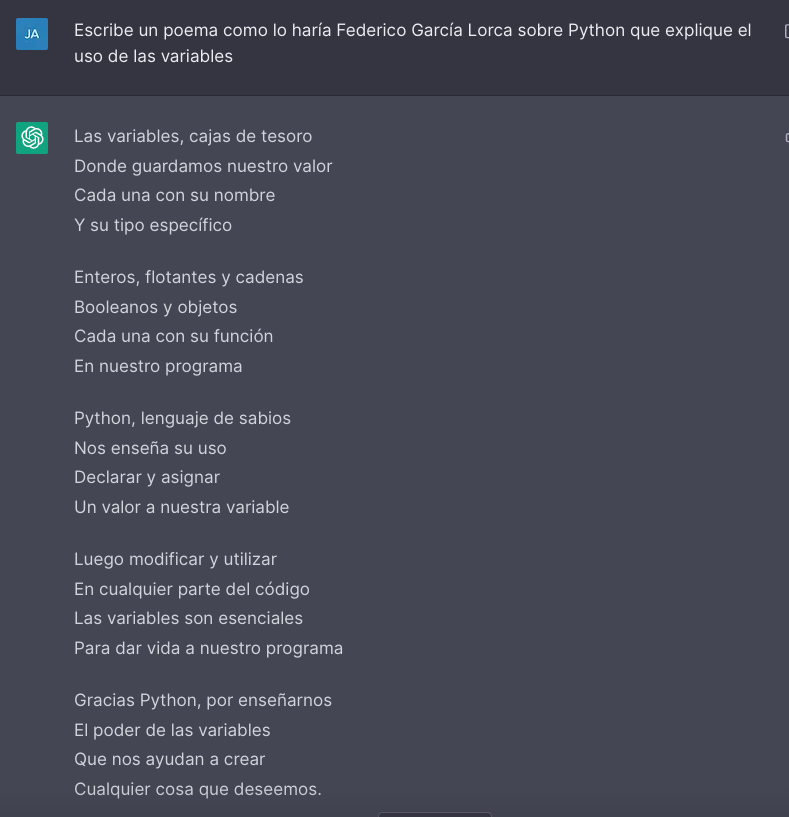 JA
Escribe un poema como lo haría Federico García Lorca sobre Python que explique el
uso de las variables
Las variables, cajas de tesoro
Donde guardamos nuestro valor
Cada una con su nombre
Y su tipo específico
Enteros, flotantes y cadenas
Booleanos y objetos
Cada una con su función
En nuestro programa
Python, lenguaje de sabios
Nos enseña su uso
Declarar y asignar
Un valor a nuestra variable
Luego modificar y utilizar
En cualquier parte del código
Las variables son esenciales
Para dar vida a nuestro programa
Gracias Python, por enseñarnos
El poder de las variables
Que nos ayudan a crear
Cualquier cosa que deseemos.